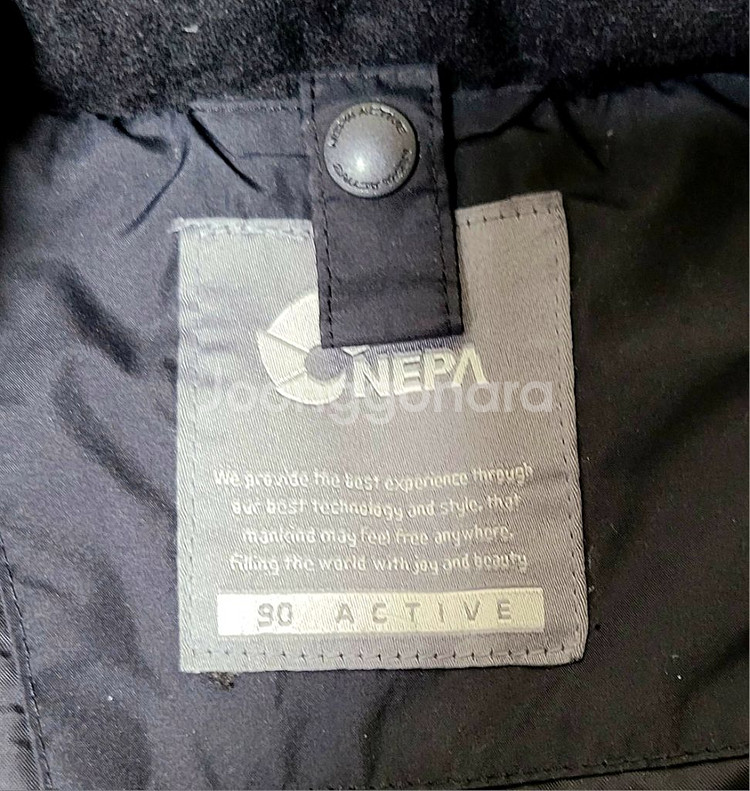 NEPA
Joonggonara
We provide the best experience through
our best technology and style, that
mankind may feel free anywhere,
filling the world with joy and beauty
90 ACTIVE